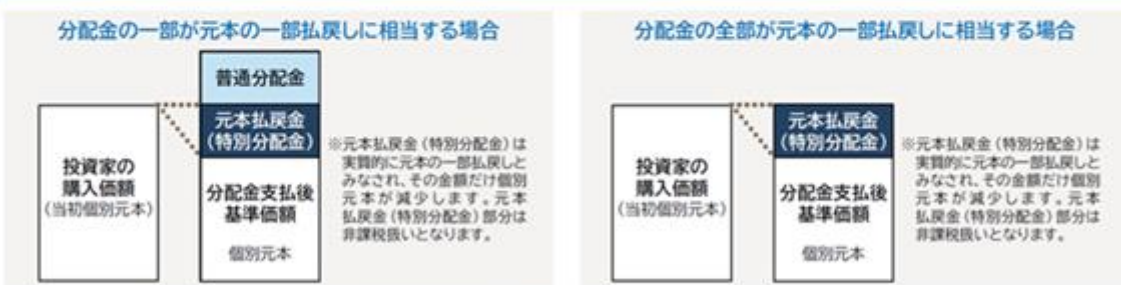 分配金の一部が元本の一部払戻しに相当する場合
普通分配金
元本払戻金
(特別分配金)
投資家の
購入価額
(当初個別元本)
分配金支払後
基準価額
個別元本
※元本払戻金(特別分配金)は
実質的に元本の一部払戻しと
みなされ、その金額だけ個別
元本が減少します。元本
払戻金(特別分配金)部分は
非課税扱いとなります。
分配金の全部が元本の一部払戻しに相当する場合
元本払戻金
(特別分配金)
投資家の
購入価額
(当初個別元本)
分配金支払後
基準価額
個別元本
※元本払戻金(特別分配金)は
実質的に元本の一部払戻しと
みなされ、その金額だけ個別
元本が減少します。元本
払戻金(特別分配金)部分は
非課税扱いとなります。